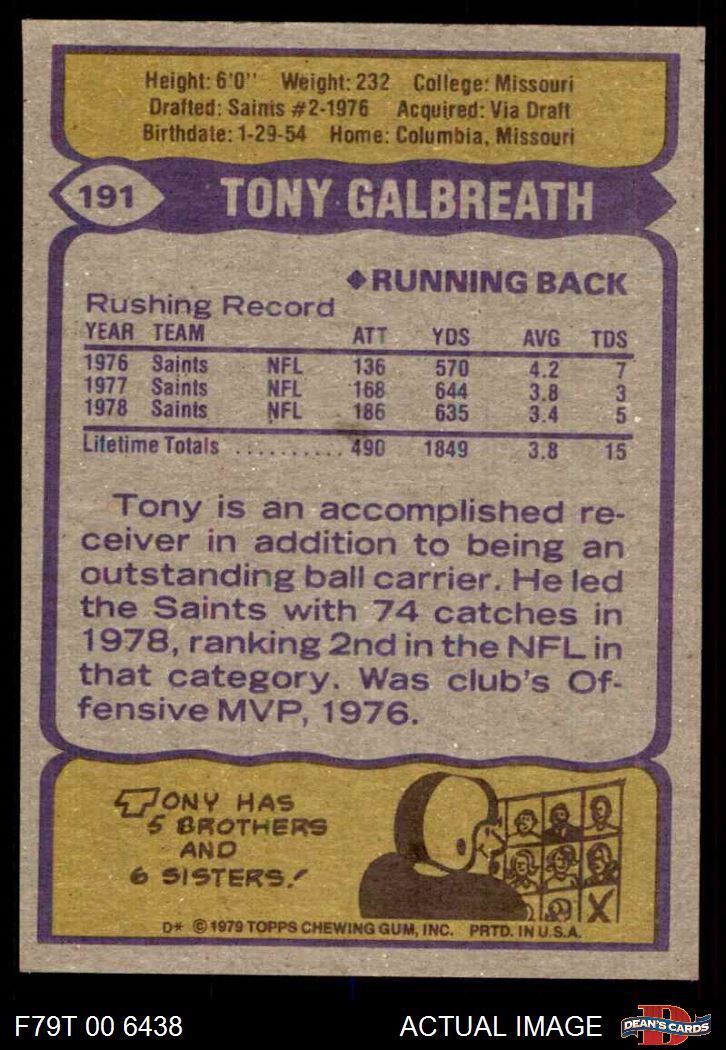 Height: 6'0" Weight: 232 College: Missouri
Drafted: Saints #2-1976 Acquired: Via Draft
Birthdate: 1-29-54 Home: Columbia, Missouri
191 TONY GALBREATH
◆RUNNING BACK
Rushing Record
YEAR TEAM ATT YDS AVG TDS
1976 Saints NFL 136 570 4.2 7
1977 Saints NFL 168 644 3.8 3
1978 Saints NFL 186 635 3.4 5
Lifetime Totals .......... 490 1849 3.8 15
Tony is an accomplished re-
ceiver in addition to being an
outstanding ball carrier. He led
the Saints with 74 catches in
1978, ranking 2nd in the NFL in
that category. Was club's Of-
fensive MVP, 1976.
TONY HAS
5 BROTHERS
AND
6 SISTERS!
X
D* © 1979 TOPPS CHEWING GUM, INC. PRTD. IN U.S.A.
F79T 00 6438 ACTUAL IMAGE D DEAN'S CARDS